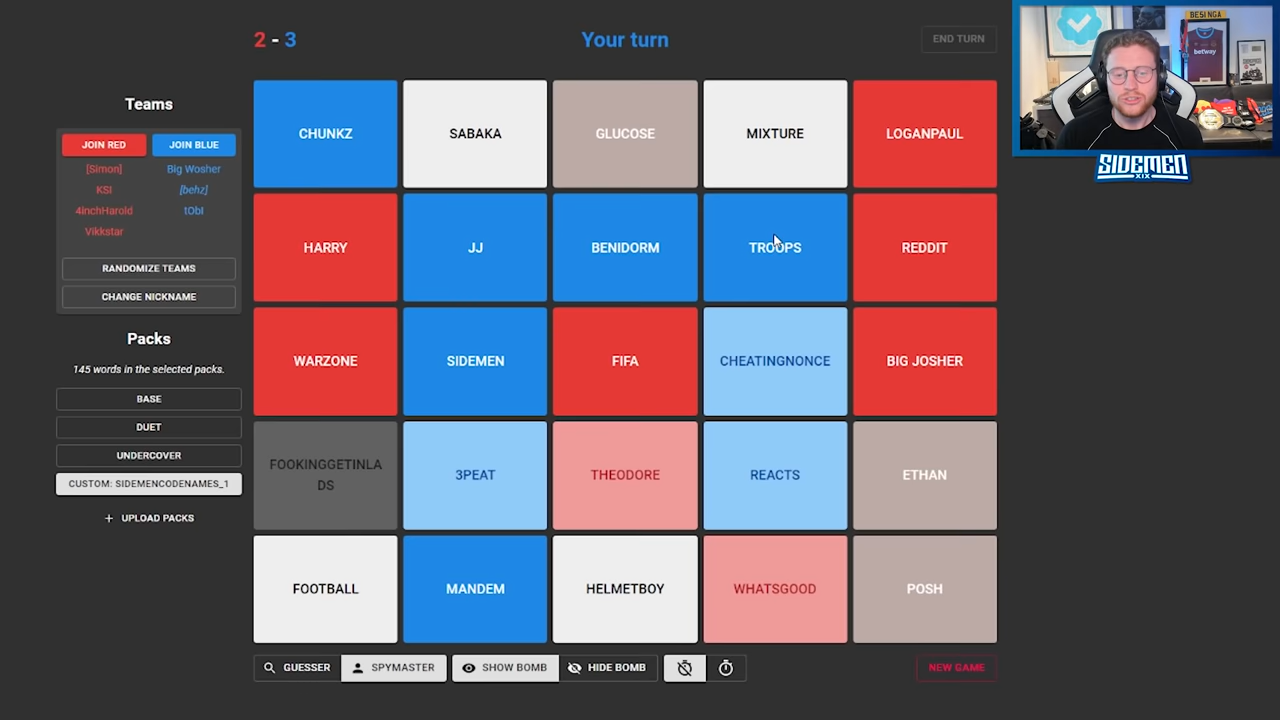 2 - 3
Your turn
END TURN
BE5INGA
betway
SIDEMEN
XIX
Teams
JOIN RED
JOIN BLUE
[Simon]
Big Wosher
KSI
[behz]
4inchHarold
tObI
Vikkstar
RANDOMIZE TEAMS
CHANGE NICKNAME
Packs
145 words in the selected packs.
BASE
DUET
UNDERCOVER
CUSTOM: SIDEMENCODENAMES_1
+ UPLOAD PACKS
CHUNKZ
SABAKA
GLUCOSE
MIXTURE
LOGANPAUL
HARRY
JJ
BENIDORM
TROOPS
REDDIT
WARZONE
SIDEMEN
FIFA
CHEATINGNONCE
BIG JOSHER
FOOKINGGETINLA
DS
3PEAT
THEODORE
REACTS
ETHAN
FOOTBALL
MANDEM
HELMETBOY
WHATSGOOD
POSH
GUESSER
SPYMASTER
SHOW BOMB
HIDE BOMB
NEW GAME